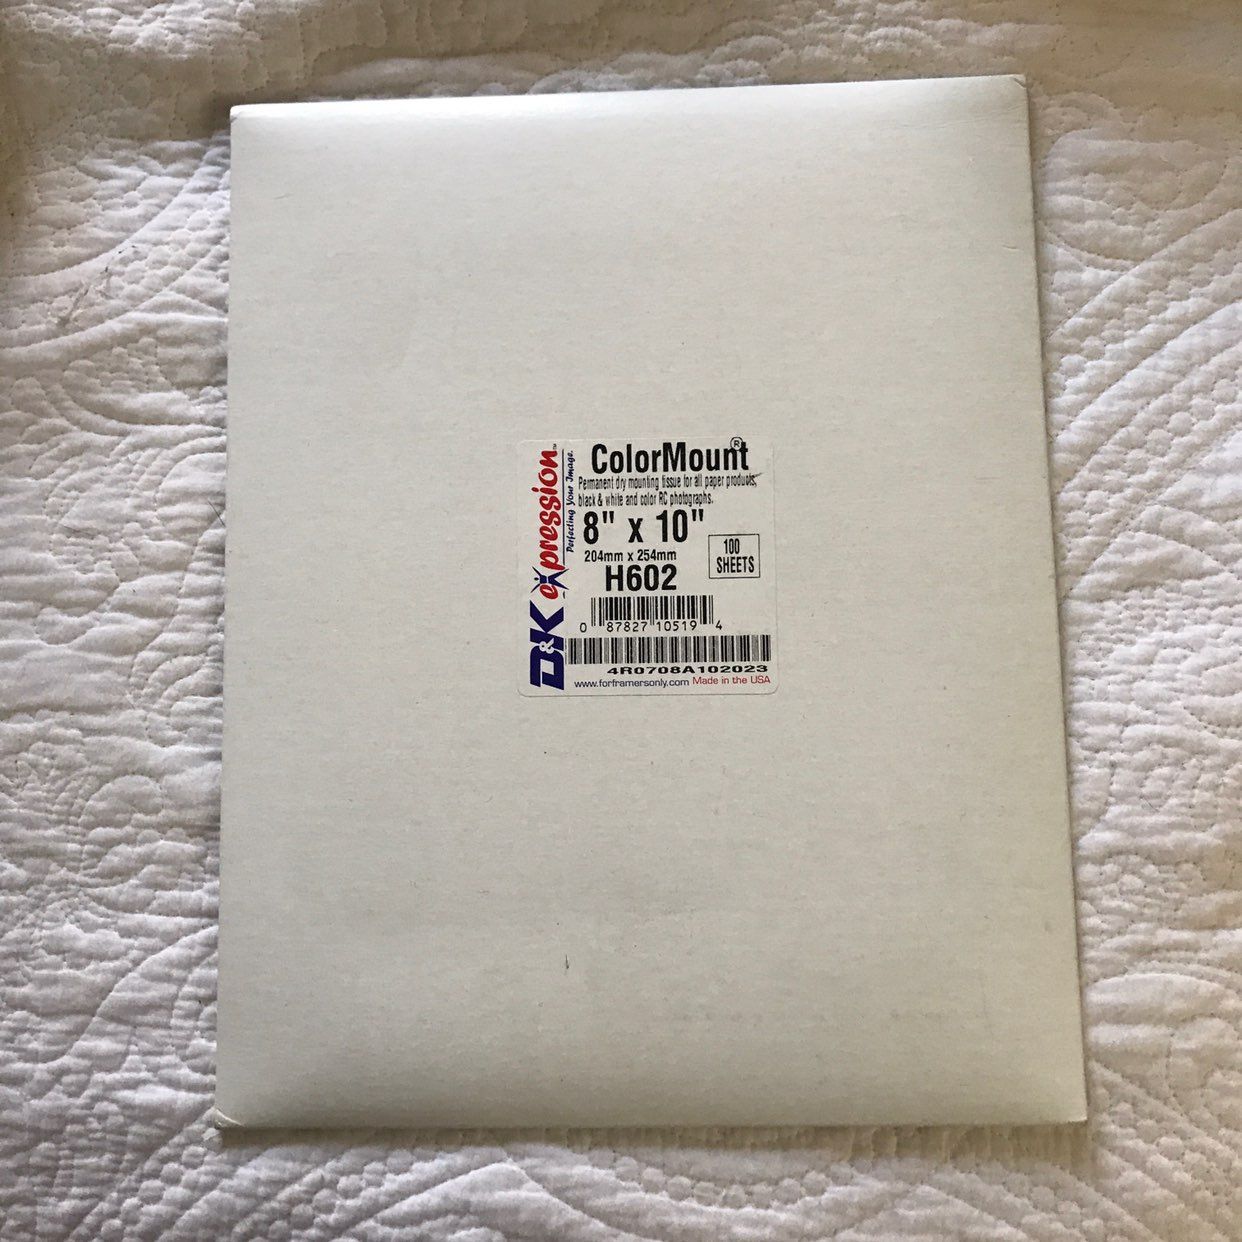 ColorMount®
Permanent dry mounting tissue for all paper products,
black & white and color RC photographs.
8" x 10"
204mm x 254mm
H602
100
SHEETS
0 87827 10519 4
4R0708A102023
www.forframersonly.com Made in the USA
D&K expression™
Perfecting Your Image.